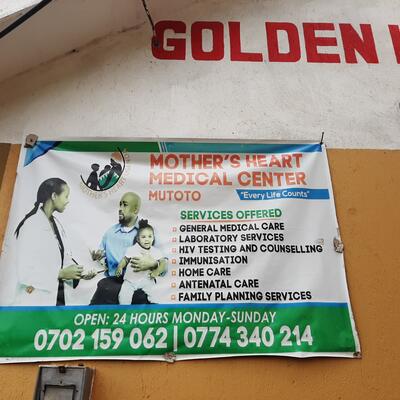 GOLDEN
MOTHER'S HEART
MEDICAL CENTER
MUTOTO
"Every Life Counts"
SERVICES OFFERED
GENERAL MEDICAL CARE
LABORATORY SERVICES
HIV TESTING AND COUNSELLING
IMMUNISATION
HOME CARE
ANTENATAL CARE
FAMILY PLANNING SERVICES
OPEN: 24 HOURS MONDAY-SUNDAY
0702 159 062 | 0774 340 214